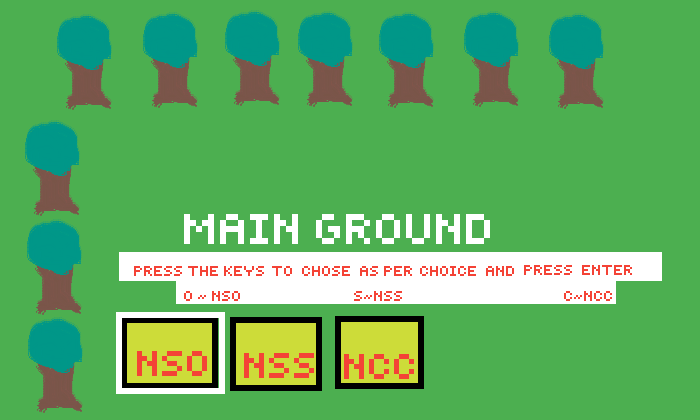 MAIN GROUND
PRESS THE KEYS TO CHOSE AS PER CHOICE AND PRESS ENTER
O ~ NSO S~NSS C~NCC
NSO NSS NCC